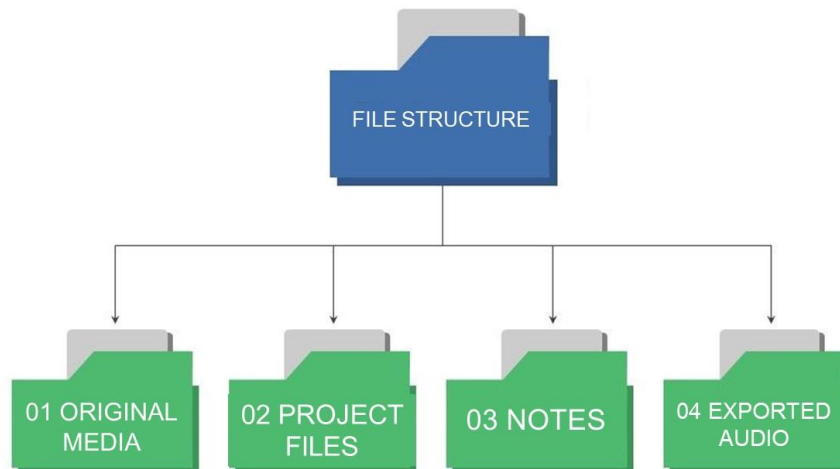 FILE STRUCTURE
01 ORIGINAL
MEDIA
02 PROJECT
FILES
03 NOTES
04 EXPORTED
AUDIO